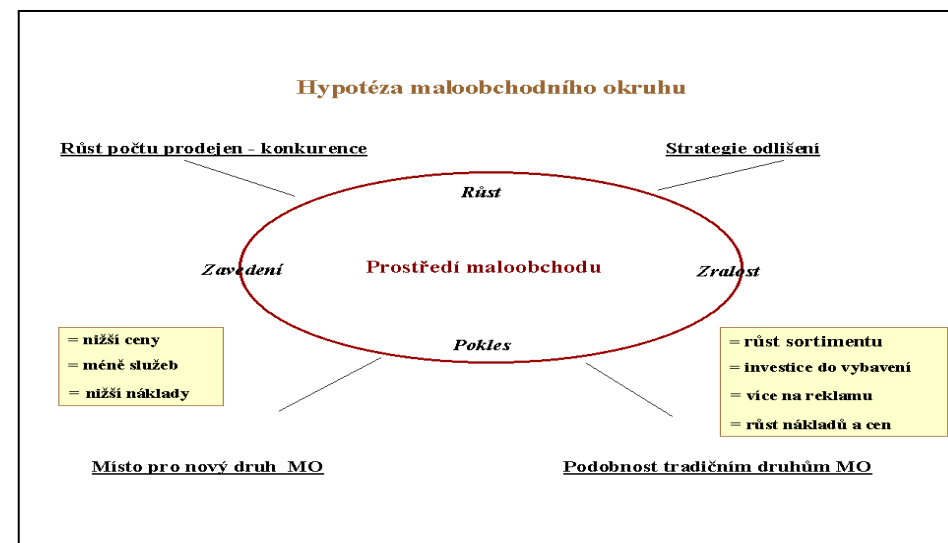 Hypotéza maloobchodního okruhu
Růst počtu prodejen - konkurence
Strategie odlišení
Růst
Zavedení
Prostředí maloobchodu
Zralost
Pokles
= nižší ceny
= méně služeb
= nižší náklady
= růst sortimentu
= investice do vybavení
= více na reklamu
= růst nákladů a cen
Místo pro nový druh MO
Podobnost tradičním druhům MO